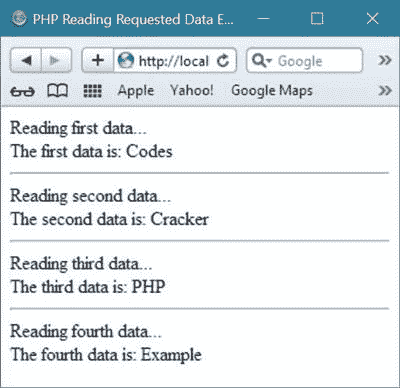 PHP Reading Requested Data E...
http://local
Google
Apple Yahoo! Google Maps
Reading first data...
The first data is: Codes
Reading second data...
The second data is: Cracker
Reading third data...
The third data is: PHP
Reading fourth data...
The fourth data is: Example